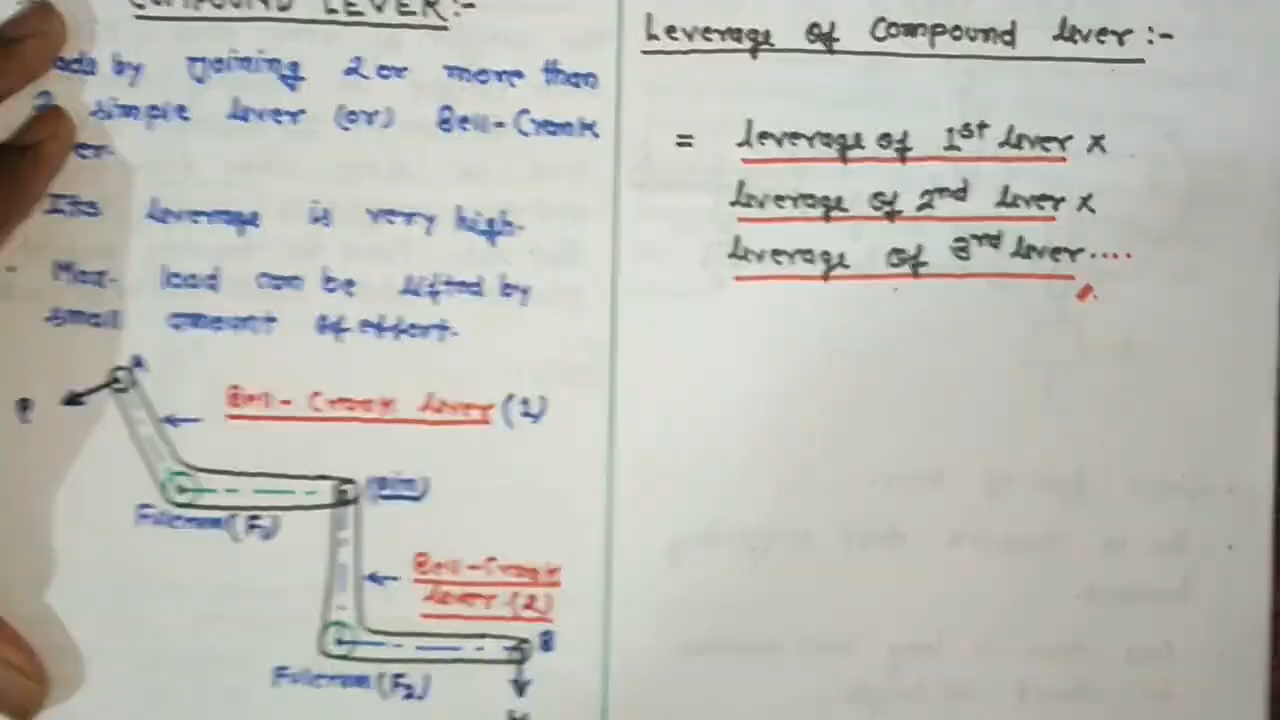 COMPOUND LEVER:-
by joining 2 or more than
2 simple lever (or) Bell-Crank
er.
Its leverage is very high.
- Max. load can be lifted by
small amount of effort.
A
P
Bell-Crank lever (1)
(pin)
Fulcrum (F1)
Bell-Crank
lever (2)
B
Fulcrum (F2)
Leverage of Compound lever :-
= leverage of 1st lever ×
leverage of 2nd lever ×
leverage of 3rd lever....